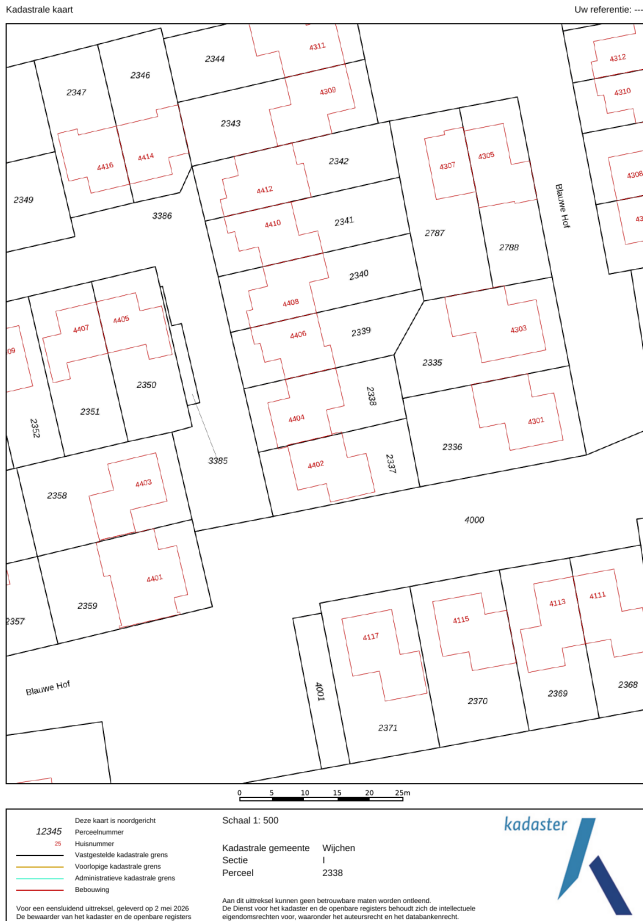 Kadastrale kaart
Uw referentie: ---
2344
4311
4312
2346
2347
4309
4310
2343
4416
4414
4307
4305
2342
4308
2349
4412
Blauwe Hof
3386
4410
2341
2787
2788
2340
4408
4407
4405
4406
2339
4303
09
2335
2350
2338
2351
2352
4404
4301
2336
3385
4402
2337
4403
2358
4000
4401
2359
2357
4117
4115
4113
4111
Blauwe Hof
4001
2371
2370
2369
2368
0 5 10 15 20 25m
Deze kaart is noordgericht
12345 Perceelnummer
25 Huisnummer
Vastgestelde kadastrale grens
Voorlopige kadastrale grens
Administratieve kadastrale grens
Bebouwing
Voor een eensluidend uittreksel, geleverd op 2 mei 2026
De bewaarder van het kadaster en de openbare registers
Schaal 1: 500
Kadastrale gemeente Wijchen
Sectie I
Perceel 2338
Aan dit uittreksel kunnen geen betrouwbare maten worden ontleend.
De Dienst voor het kadaster en de openbare registers behoudt zich de intellectuele
eigendomsrechten voor, waaronder het auteursrecht en het databankenrecht.
kadaster